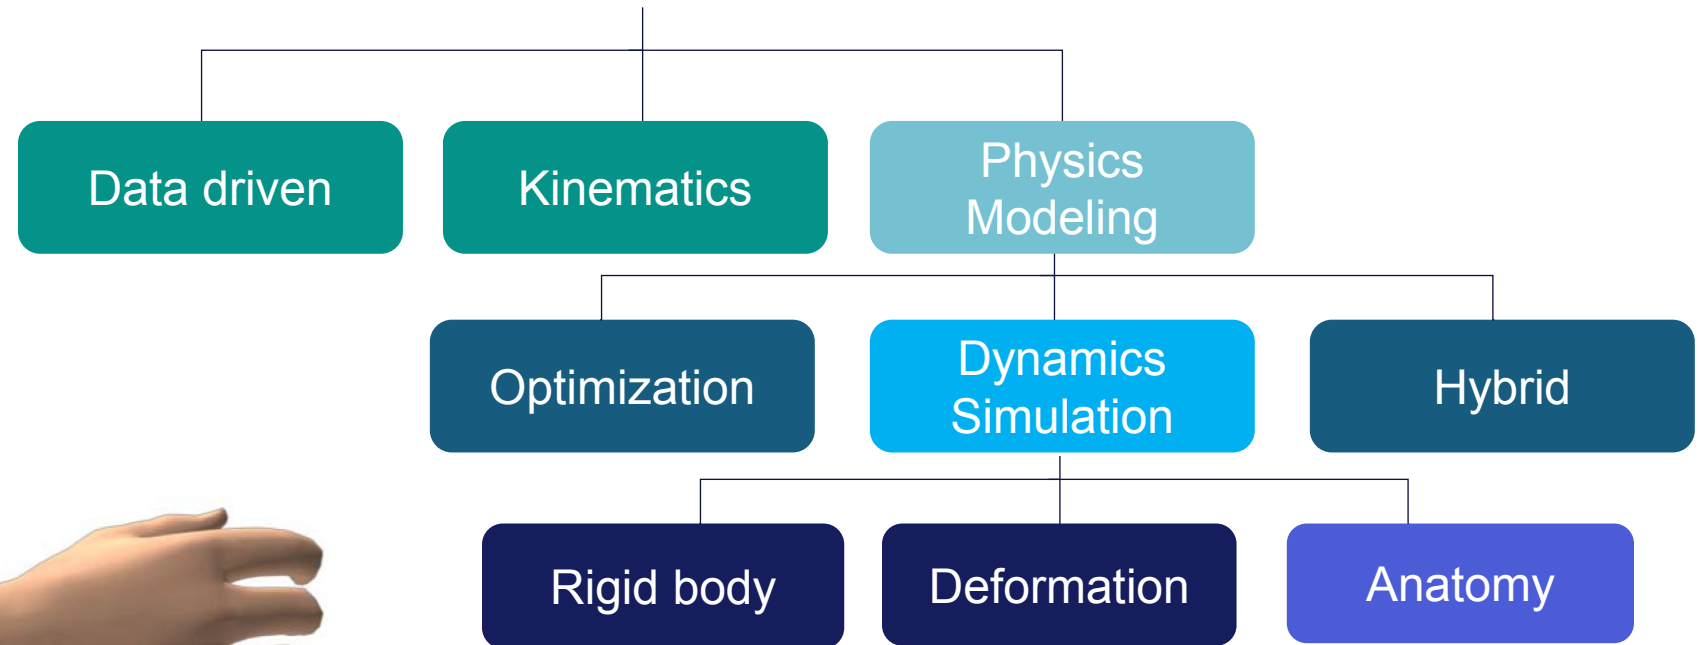 Data driven
Kinematics
Physics
Modeling
Optimization
Dynamics
Simulation
Hybrid
Rigid body
Deformation
Anatomy